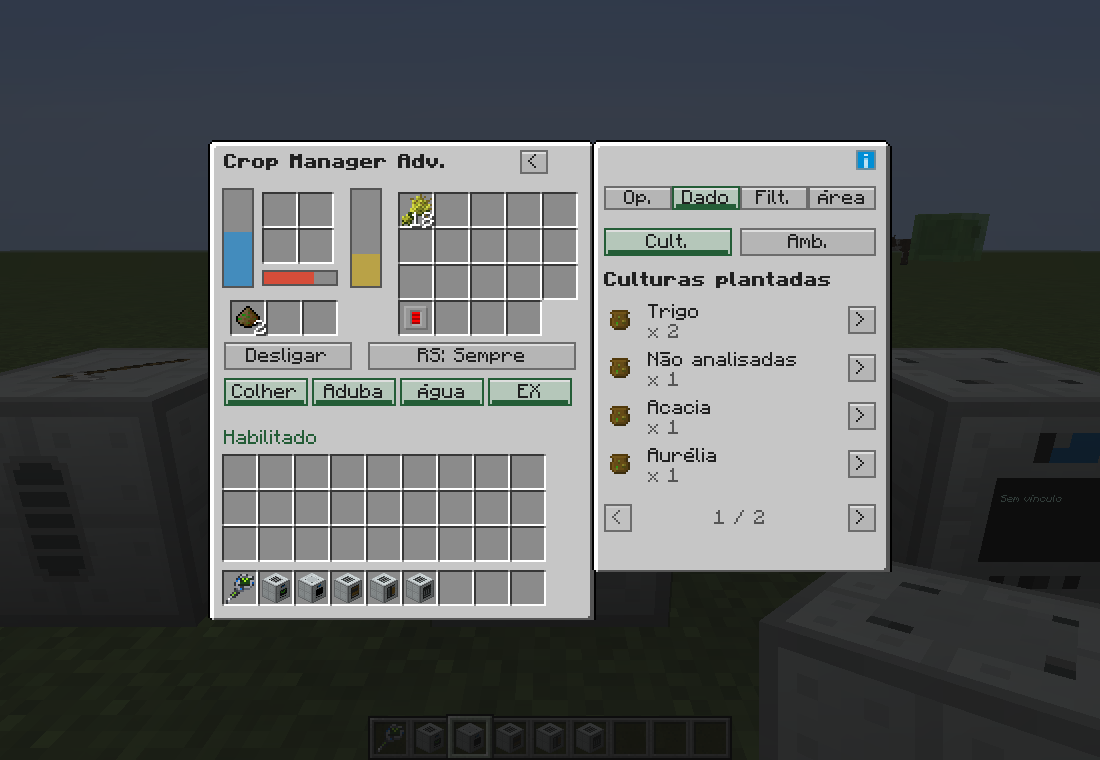 Crop Manager Adv.
<
18
2
Desligar
RS: Sempre
Colher
Aduba
Água
EX
Habilitado
i
Op.
Dado
Filt.
Área
Cult.
Amb.
Culturas plantadas
Trigo
x 2
>
Não analisadas
x 1
>
Acacia
x 1
>
Aurélia
x 1
>
<
1 / 2
>
Sem vínculo